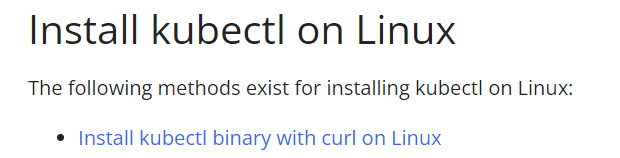 Install kubectl on Linux
The following methods exist for installing kubectl on Linux:
• Install kubectl binary with curl on Linux